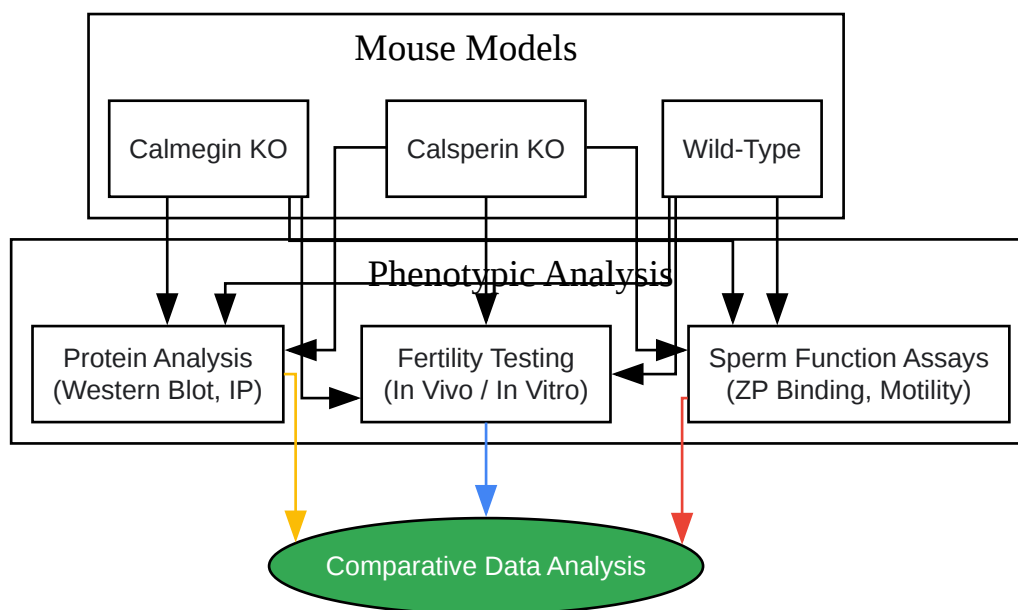 Mouse Models
Calmegin KO
Calsperin KO
Wild-Type
Phenotypic Analysis
Protein Analysis
(Western Blot, IP)
Fertility Testing
(In Vivo / In Vitro)
Sperm Function Assays
(ZP Binding, Motility)
Comparative Data Analysis